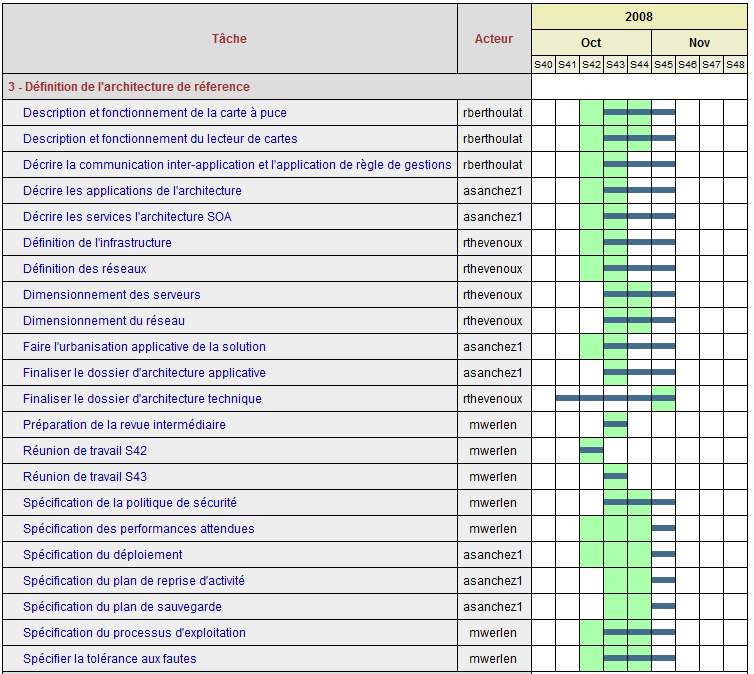 2008
Tâche Acteur Oct Nov
S40 S41 S42 S43 S44 S45 S46 S47 S48
3 - Définition de l'architecture de réference
Description et fonctionnement de la carte à puce rberthoulat
Description et fonctionnement du lecteur de cartes rberthoulat
Décrire la communication inter-application et l'application de règle de gestions rberthoulat
Décrire les applications de l'architecture asanchez1
Décrire les services l'architecture SOA asanchez1
Définition de l'infrastructure rthevenoux
Définition des réseaux rthevenoux
Dimensionnement des serveurs rthevenoux
Dimensionnement du réseau rthevenoux
Faire l'urbanisation applicative de la solution asanchez1
Finaliser le dossier d'architecture applicative asanchez1
Finaliser le dossier d'architecture technique rthevenoux
Préparation de la revue intermédiaire mwerlen
Réunion de travail S42 mwerlen
Réunion de travail S43 mwerlen
Spécification de la politique de sécurité mwerlen
Spécification des performances attendues mwerlen
Spécification du déploiement asanchez1
Spécification du plan de reprise d'activité asanchez1
Spécification du plan de sauvegarde asanchez1
Spécification du processus d'exploitation mwerlen
Spécifier la tolérance aux fautes mwerlen